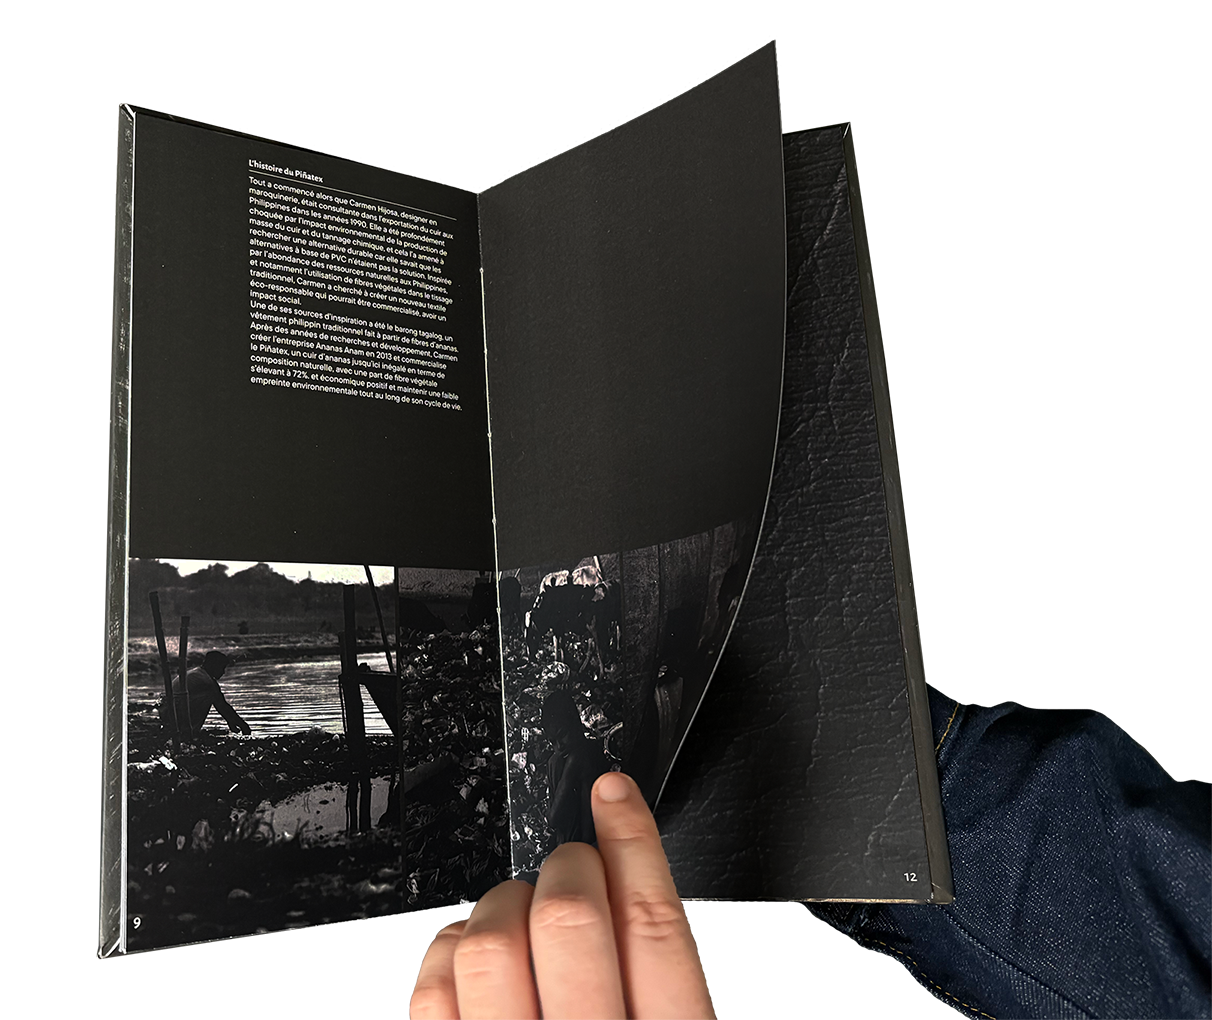 L'histoire du Piñatex
Tout a commencé alors que Carmen Hijosa, designer en
maroquinerie, était consultante dans l'exportation du cuir aux
Philippines dans les années 1990. Elle a été profondément
choquée par l'impact environnemental de la production de
masse du cuir et du tannage chimique, et cela l'a amené à
rechercher une alternative durable car elle savait que les
alternatives à base de PVC n'étaient pas la solution. Inspirée
par l'abondance des ressources naturelles aux Philippines,
et notamment l'utilisation de fibres végétales dans le tissage
traditionnel, Carmen a cherché à créer un nouveau textile
éco-responsable qui pourrait être commercialisé, avoir un
impact social.
Une de ses sources d'inspiration a été le barong tagalog, un
vêtement philippin traditionnel fait à partir de fibres d'ananas.
Après des années de recherches et développement, Carmen
créer l'entreprise Ananas Anam en 2013 et commercialise
le Piñatex, un cuir d'ananas jusqu'ici inégalé en terme de
composition naturelle, avec une part de fibre végétale
s'élevant à 72%. et économique positif et maintenir une faible
empreinte environnementale tout au long de son cycle de vie.
9
12